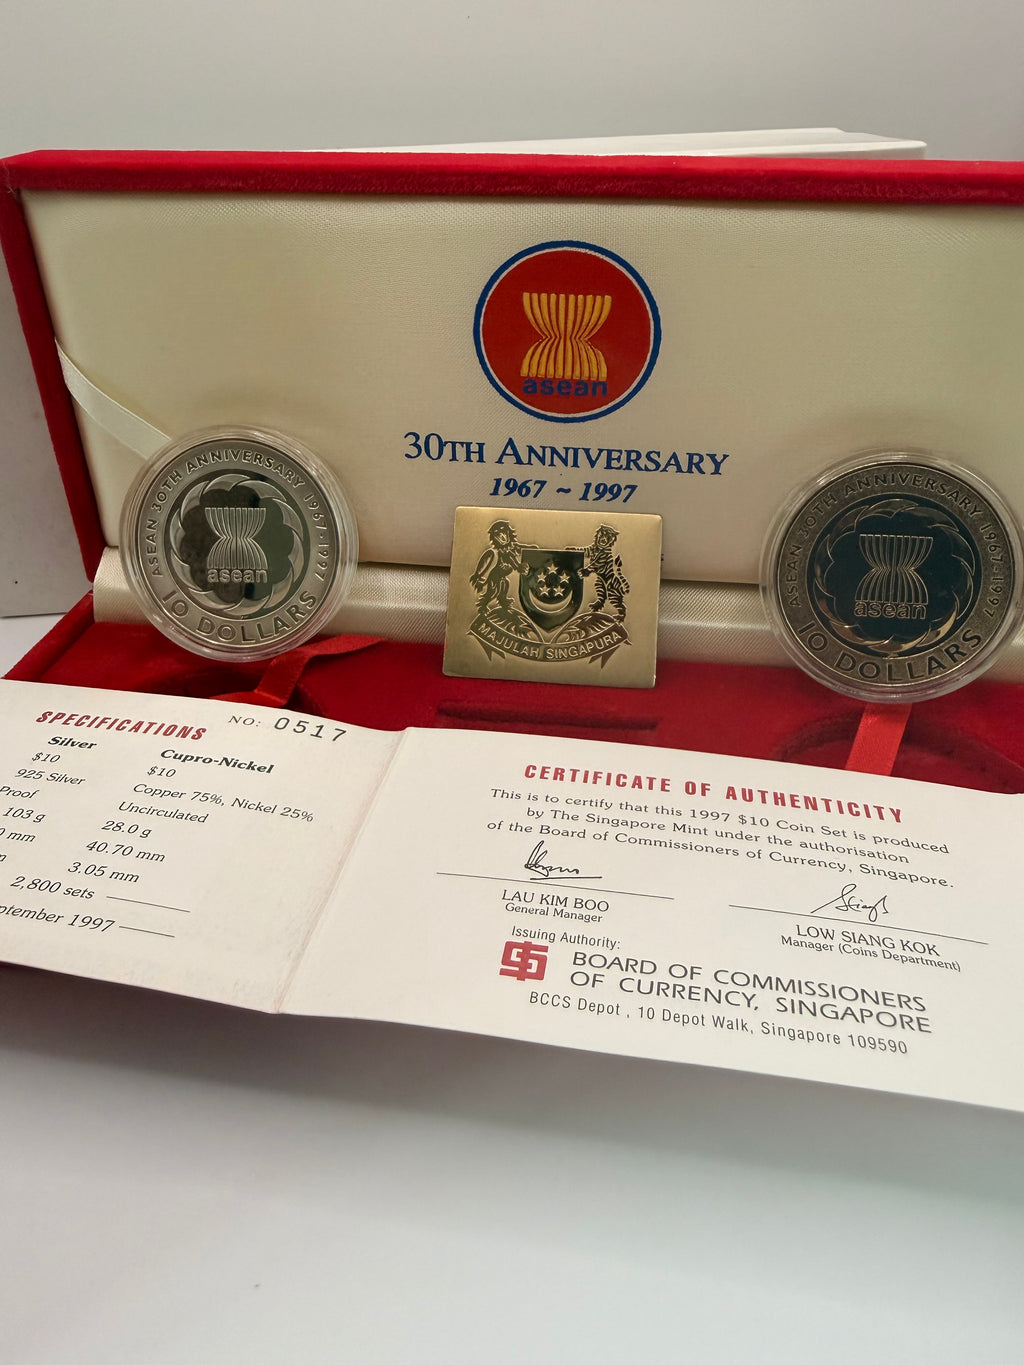 asean
30TH ANNIVERSARY
1967 ~ 1997
ASEAN 30TH ANNIVERSARY 1967-1997
asean
10 DOLLARS
MAJULAH SINGAPURA
ASEAN 30TH ANNIVERSARY 1967-1997
asean
10 DOLLARS
SPECIFICATIONS NO: 0517
Silver Cupro-Nickel
$10 $10
925 Silver Copper 75%, Nickel 25%
Proof Uncirculated
103 g 28.0 g
mm 40.70 mm
3.05 mm
2,800 sets
1997
CERTIFICATE OF AUTHENTICITY
This is to certify that this 1997 $10 Coin Set is produced
by The Singapore Mint under the authorisation
of the Board of Commissioners of Currency, Singapore.
LAU KIM BOO
General Manager
LOW SIANG KOK
Manager (Coins Department)
Issuing Authority:
BOARD OF COMMISSIONERS
OF CURRENCY, SINGAPORE
BCCS Depot , 10 Depot Walk, Singapore 109590